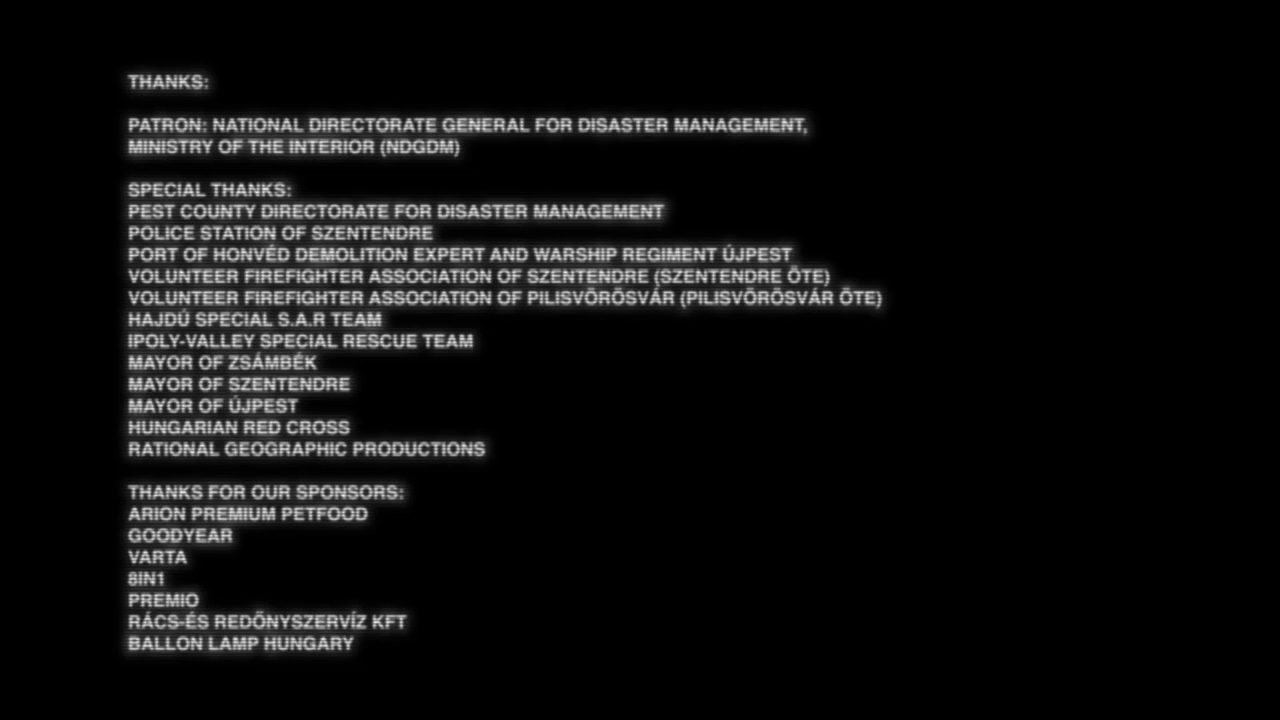 THANKS:
PATRON: NATIONAL DIRECTORATE GENERAL FOR DISASTER MANAGEMENT,
MINISTRY OF THE INTERIOR (NDGDM)
SPECIAL THANKS:
PEST COUNTY DIRECTORATE FOR DISASTER MANAGEMENT
POLICE STATION OF SZENTENDRE
PORT OF HONVÉD DEMOLITION EXPERT AND WARSHIP REGIMENT ÚJPEST
VOLUNTEER FIREFIGHTER ASSOCIATION OF SZENTENDRE (SZENTENDRE ÖTE)
VOLUNTEER FIREFIGHTER ASSOCIATION OF PILISVÖRÖSVÁR (PILISVÖRÖSVÁR ÖTE)
HAJDÚ SPECIAL S.A.R TEAM
IPOLY-VALLEY SPECIAL RESCUE TEAM
MAYOR OF ZSÁMBÉK
MAYOR OF SZENTENDRE
MAYOR OF ÚJPEST
HUNGARIAN RED CROSS
RATIONAL GEOGRAPHIC PRODUCTIONS
THANKS FOR OUR SPONSORS:
ARION PREMIUM PETFOOD
GOODYEAR
VARTA
8IN1
PREMIO
RÁCS-ÉS REDŐNYSZERVÍZ KFT
BALLON LAMP HUNGARY